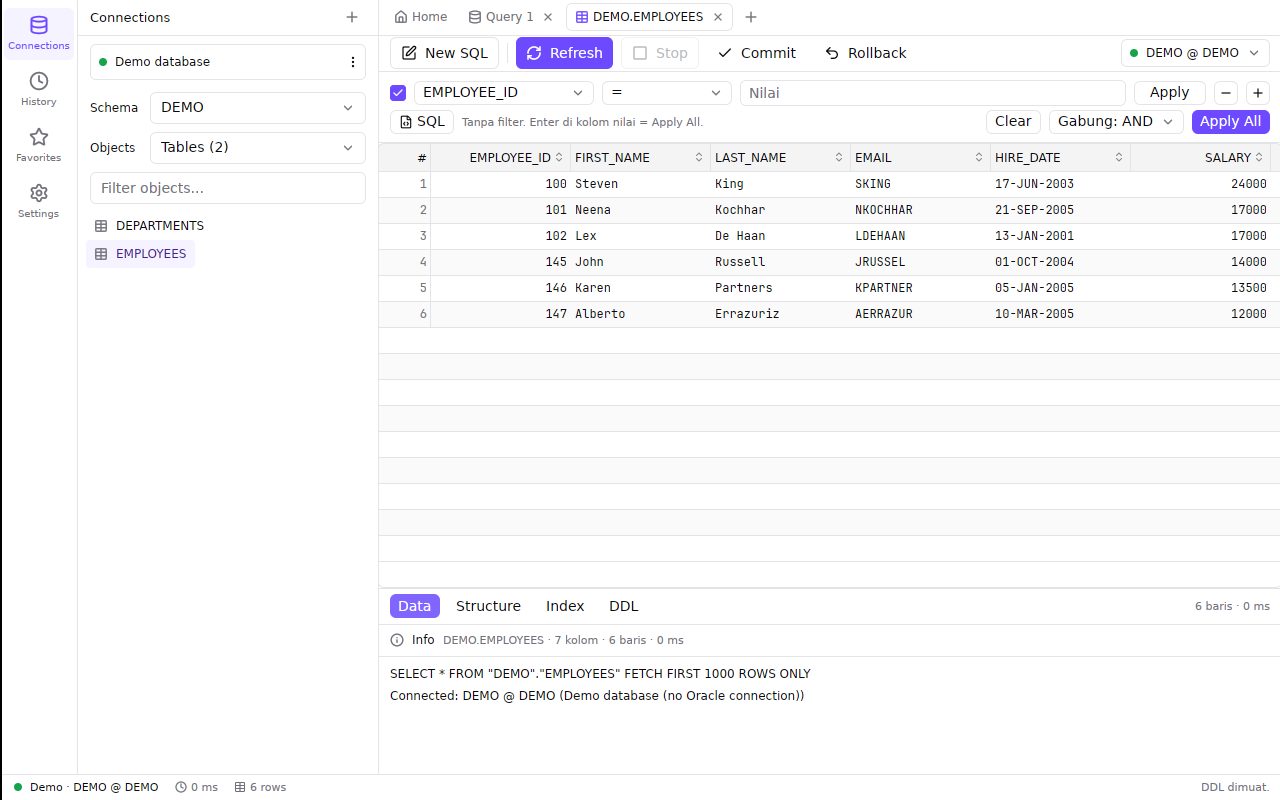 Connections
History
Favorites
Settings
Connections
Demo database
Schema
DEMO
Objects
Tables (2)
Filter objects...
DEPARTMENTS
EMPLOYEES
Home
Query 1
DEMO.EMPLOYEES
New SQL
Refresh
Stop
Commit
Rollback
DEMO @ DEMO
EMPLOYEE_ID
=
Nilai
Apply
SQL
Tanpa filter. Enter di kolom nilai = Apply All.
Clear
Gabung: AND
Apply All
# EMPLOYEE_ID FIRST_NAME LAST_NAME EMAIL HIRE_DATE SALARY
1 100 Steven King SKING 17-JUN-2003 24000
2 101 Neena Kochhar NKOCHHAR 21-SEP-2005 17000
3 102 Lex De Haan LDEHAAN 13-JAN-2001 17000
4 145 John Russell JRUSSEL 01-OCT-2004 14000
5 146 Karen Partners KPARTNER 05-JAN-2005 13500
6 147 Alberto Errazuriz AERRAZUR 10-MAR-2005 12000
Data Structure Index DDL
6 baris · 0 ms
Info DEMO.EMPLOYEES · 7 kolom · 6 baris · 0 ms
SELECT * FROM "DEMO"."EMPLOYEES" FETCH FIRST 1000 ROWS ONLY
Connected: DEMO @ DEMO (Demo database (no Oracle connection))
Demo · DEMO @ DEMO
0 ms
6 rows
DDL dimuat.